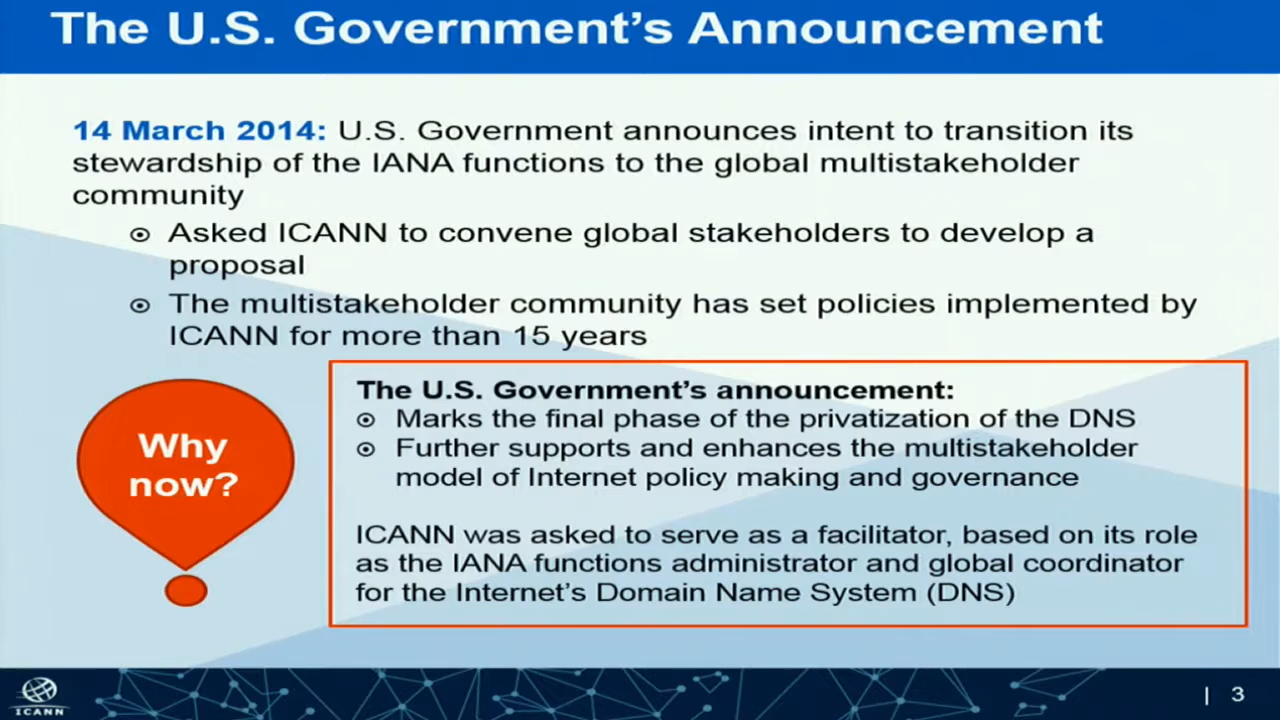 The U.S. Government's Announcement
14 March 2014: U.S. Government announces intent to transition its
stewardship of the IANA functions to the global multistakeholder
community
Asked ICANN to convene global stakeholders to develop a
proposal
The multistakeholder community has set policies implemented by
ICANN for more than 15 years
Why
now?
The U.S. Government's announcement:
Marks the final phase of the privatization of the DNS
Further supports and enhances the multistakeholder
model of Internet policy making and governance
ICANN was asked to serve as a facilitator, based on its role
as the IANA functions administrator and global coordinator
for the Internet's Domain Name System (DNS)
ICANN
| 3